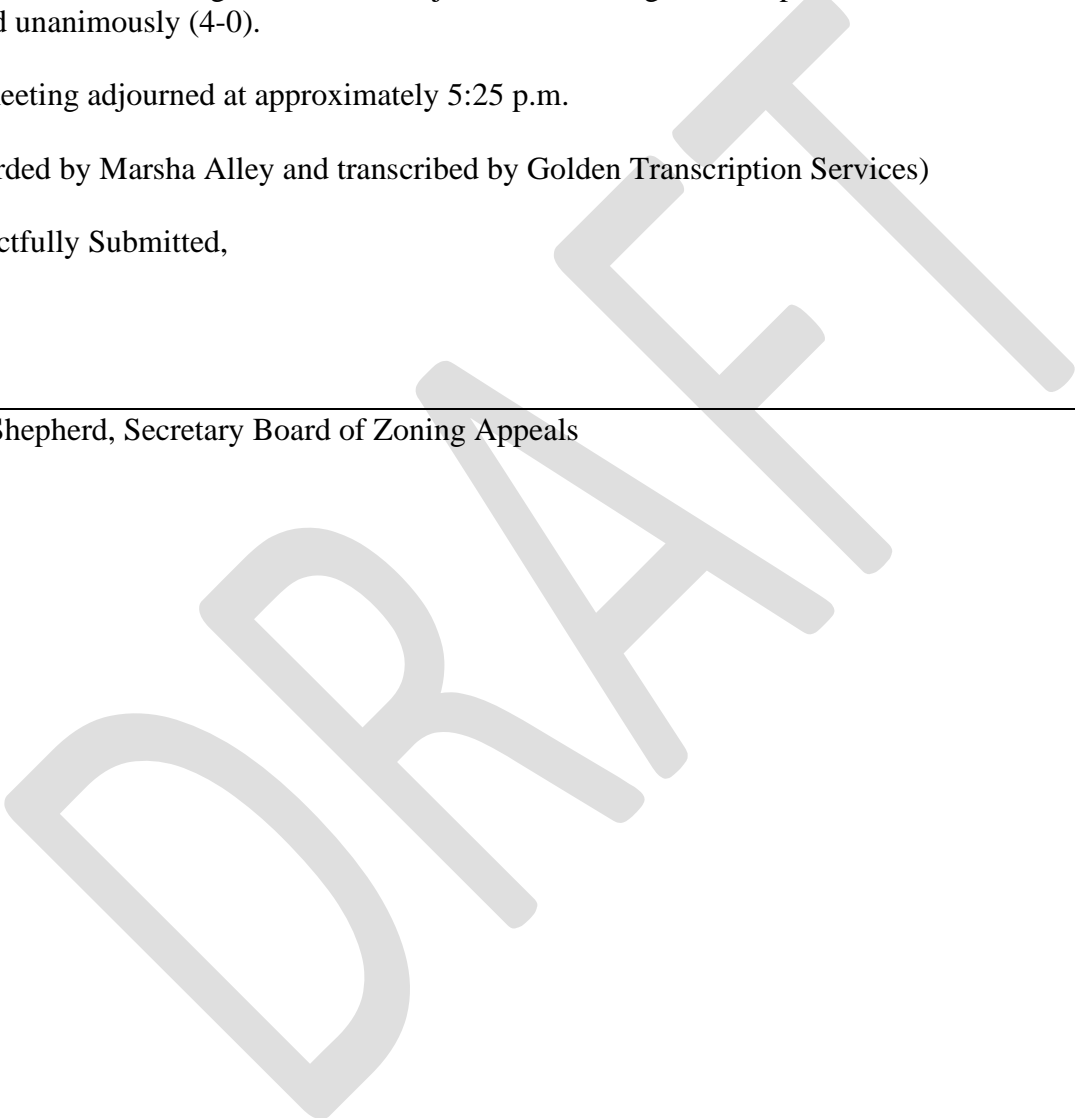 d unanimously (4-0).
eeting adjourned at approximately 5:25 p.m.
rded by Marsha Alley and transcribed by Golden Transcription Services)
ctfully Submitted,
Shepherd, Secretary Board of Zoning Appeals
DRAFT